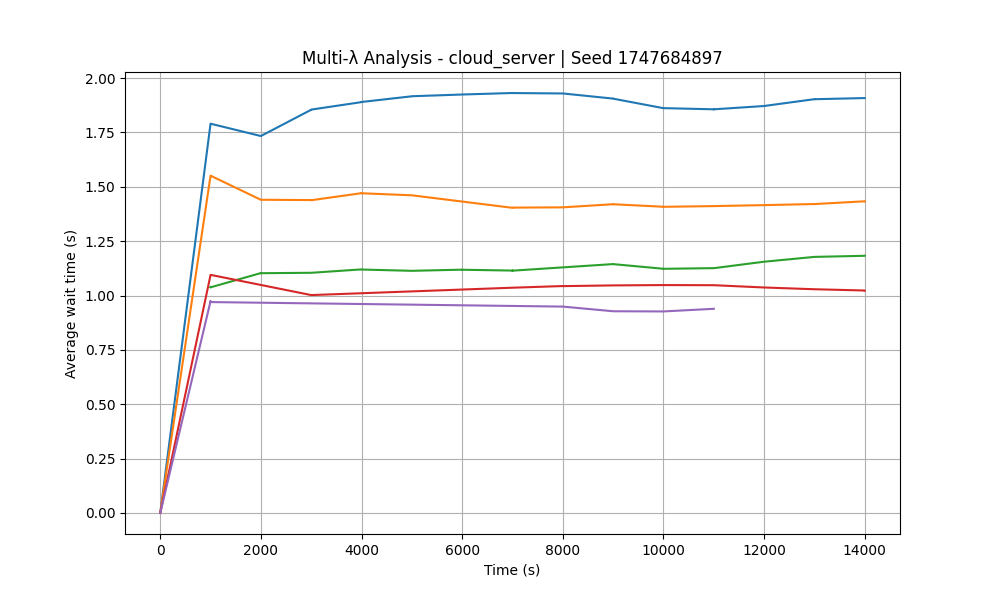 Multi-λ Analysis - cloud_server | Seed 1747684897
2.00
1.75
1.50
1.25
1.00
0.75
0.50
0.25
0.00
Average wait time (s)
0 2000 4000 6000 8000 10000 12000 14000
Time (s)